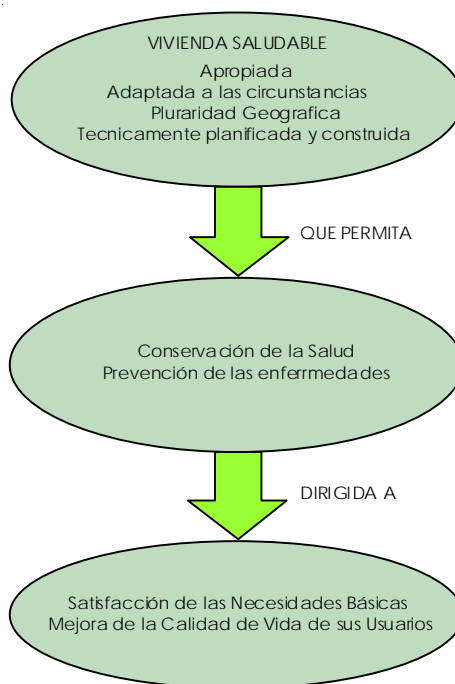 VIVIENDA SALUDABLE
Apropiada
Adaptada a las circunstancias
Pluraridad Geografica
Tecnicamente planificada y construida
QUE PERMITA
Conservación de la Salud
Prevención de las enferrmedades
DIRIGIDA A
Satisfacción de las Necesidades Básicas
Mejora de la Calidad de Vida de sus Usuarios